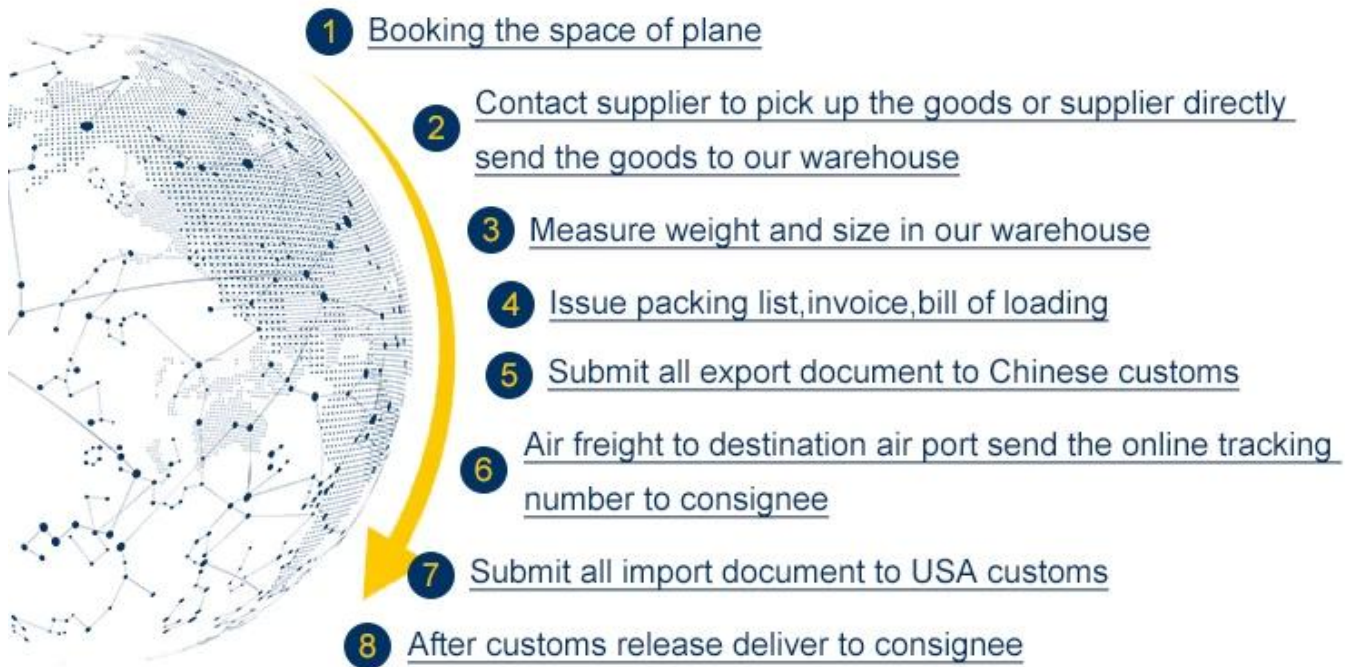 1 Booking the space of plane
2 Contact supplier to pick up the goods or supplier directly
send the goods to our warehouse
3 Measure weight and size in our warehouse
4 Issue packing list,invoice,bill of loading
5 Submit all export document to Chinese customs
6 Air freight to destination air port send the online tracking
number to consignee
7 Submit all import document to USA customs
8 After customs release deliver to consignee